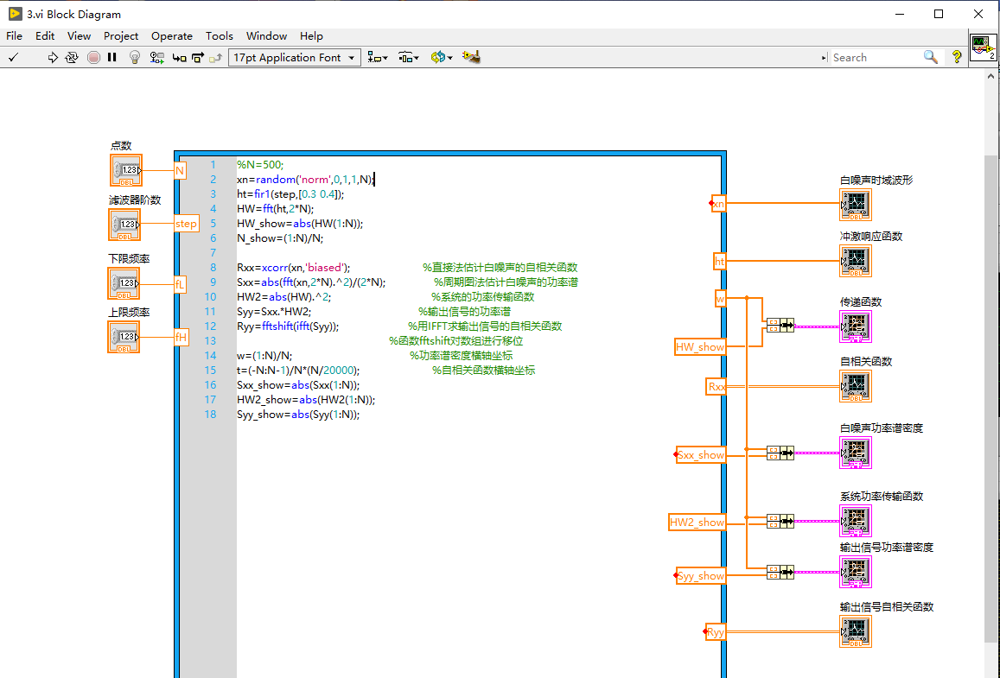 3.vi Block Diagram
File Edit View Project Operate Tools Window Help
17pt Application Font
Search
2
点数
1.23
DBL
N
滤波器阶数
1.23
DBL
step
下限频率
1.23
DBL
fL
上限频率
1.23
DBL
fH
1 %N=500;
2 xn=random('norm',0,1,1,N);
3 ht=fir1(step,[0.3 0.4]);
4 HW=fft(ht,2*N);
5 HW_show=abs(HW(1:N));
6 N_show=(1:N)/N;
7
8 Rxx=xcorr(xn,'biased'); %直接法估计白噪声的自相关函数
9 Sxx=abs(fft(xn,2*N).^2)/(2*N); %周期图法估计白噪声的功率谱
10 HW2=abs(HW).^2; %系统的功率传输函数
11 Syy=Sxx.*HW2; %输出信号的功率谱
12 Ryy=fftshift(ifft(Syy)); %用IFFT求输出信号的自相关函数
13 %函数fftshift对数组进行移位
14 w=(1:N)/N; %功率谱密度横轴坐标
15 t=(-N:N-1)/N*(N/20000); %自相关函数横轴坐标
16 Sxx_show=abs(Sxx(1:N));
17 HW2_show=abs(HW2(1:N));
18 Syy_show=abs(Syy(1:N));
xn
ht
w
HW_show
Rxx
Sxx_show
HW2_show
Syy_show
Ryy
白噪声时域波形
DBL
冲激响应函数
DBL
传递函数
自相关函数
DBL
白噪声功率谱密度
系统功率传输函数
输出信号功率谱密度
输出信号自相关函数
DBL